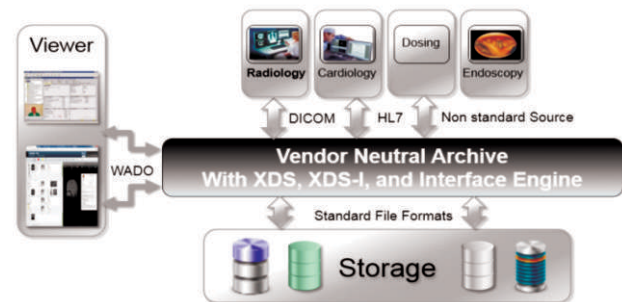 Viewer
Radiology
Cardiology
Dosing
Endoscopy
DICOM
HL7
Non standard Source
WADO
Vendor Neutral Archive
With XDS, XDS-I, and Interface Engine
Standard File Formats
Storage